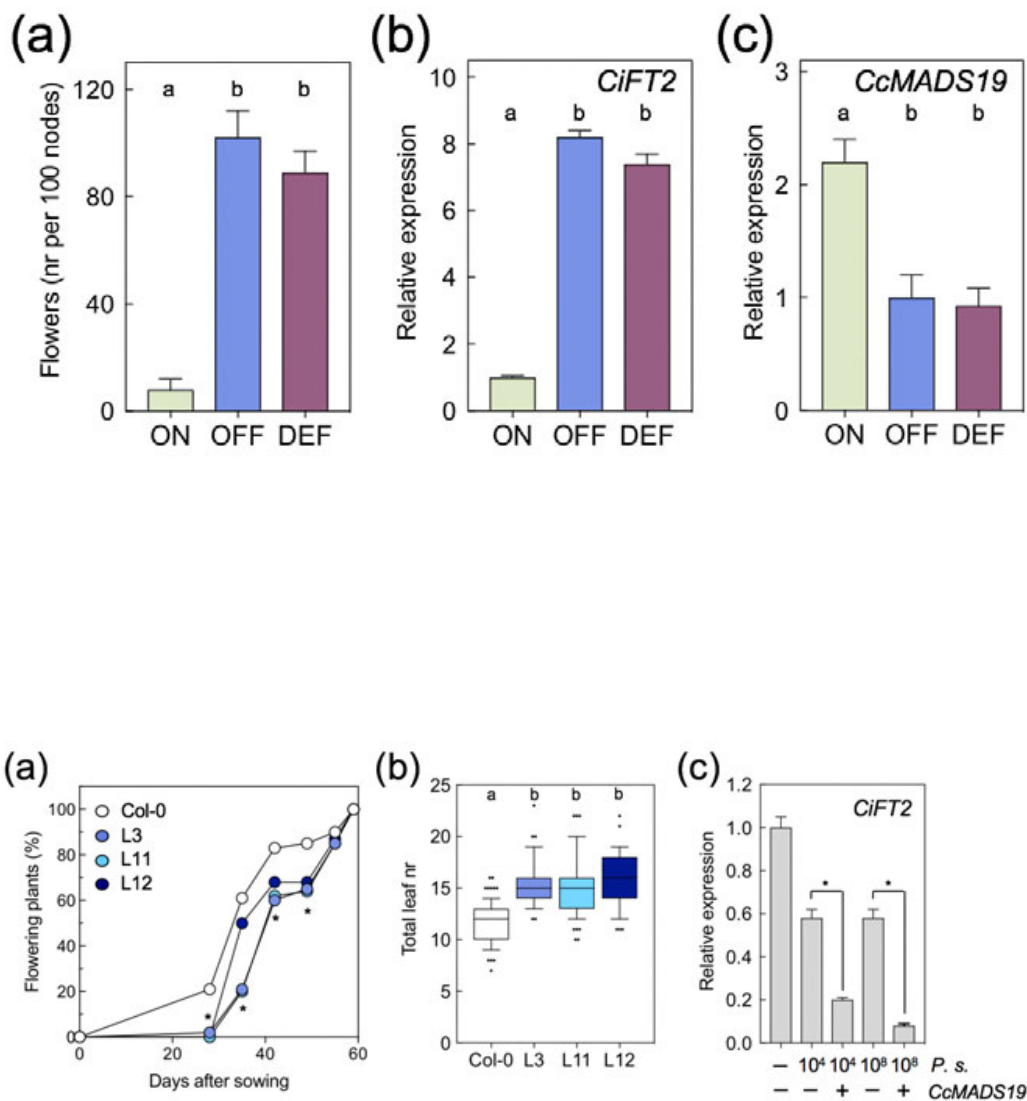 (a)
Flowers (nr per 100 nodes)
120
80
40
0
a b b
ON OFF DEF
(b)
Relative expression
10
8
6
4
2
0
CiFT2
a b b
ON OFF DEF
(c)
Relative expression
3
2
1
0
CcMADS19
a b b
ON OFF DEF
(a)
Flowering plants (%)
100
80
60
40
20
0
Col-0
L3
L11
L12
* * * *
0 20 40 60
Days after sowing
(b)
Total leaf nr
25
20
15
10
5
0
a b b b
Col-0 L3 L11 L12
(c)
Relative expression
1.2
1.0
0.8
0.6
0.4
0.2
0.0
CiFT2
* *
– 10⁴ 10⁴ 10⁸ 10⁸ P. s.
– – + – + CcMADS19